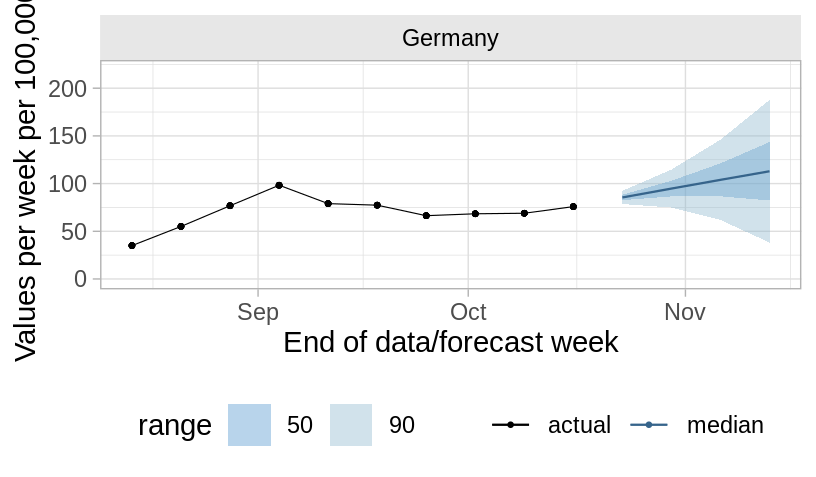 Germany
Values per week per 100,000
200
150
100
50
0
Sep Oct Nov
End of data/forecast week
range 50 90 actual median